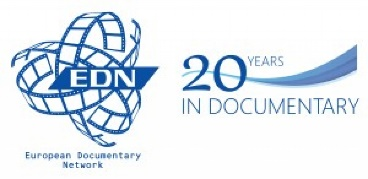 EDN
European Documentary
Network
20 YEARS
IN DOCUMENTARY